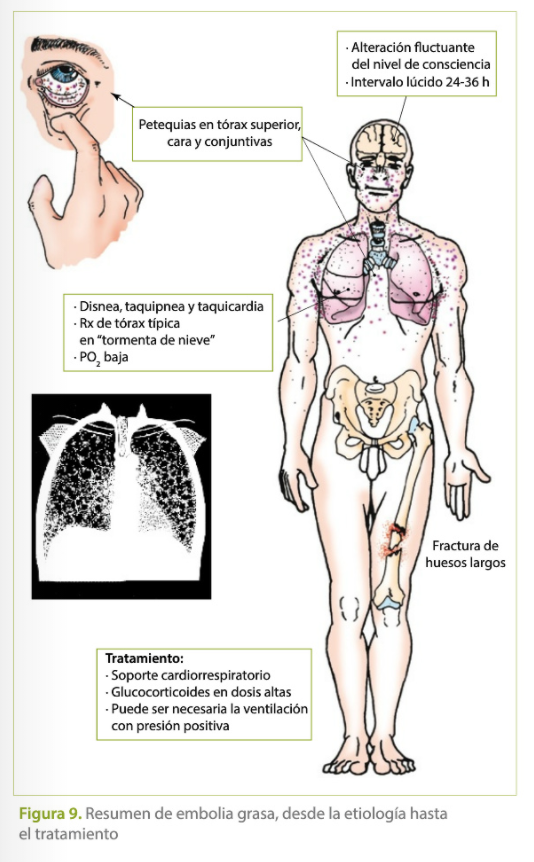 · Alteración fluctuante
del nivel de consciencia
· Intervalo lúcido 24-36 h
Petequias en tórax superior,
cara y conjuntivas
· Disnea, taquipnea y taquicardia
· Rx de tórax típica
en "tormenta de nieve"
· PO₂ baja
Fractura de
huesos largos
Tratamiento:
· Soporte cardiorrespiratorio
· Glucocorticoides en dosis altas
· Puede ser necesaria la ventilación
con presión positiva
Figura 9. Resumen de embolia grasa, desde la etiología hasta
el tratamiento